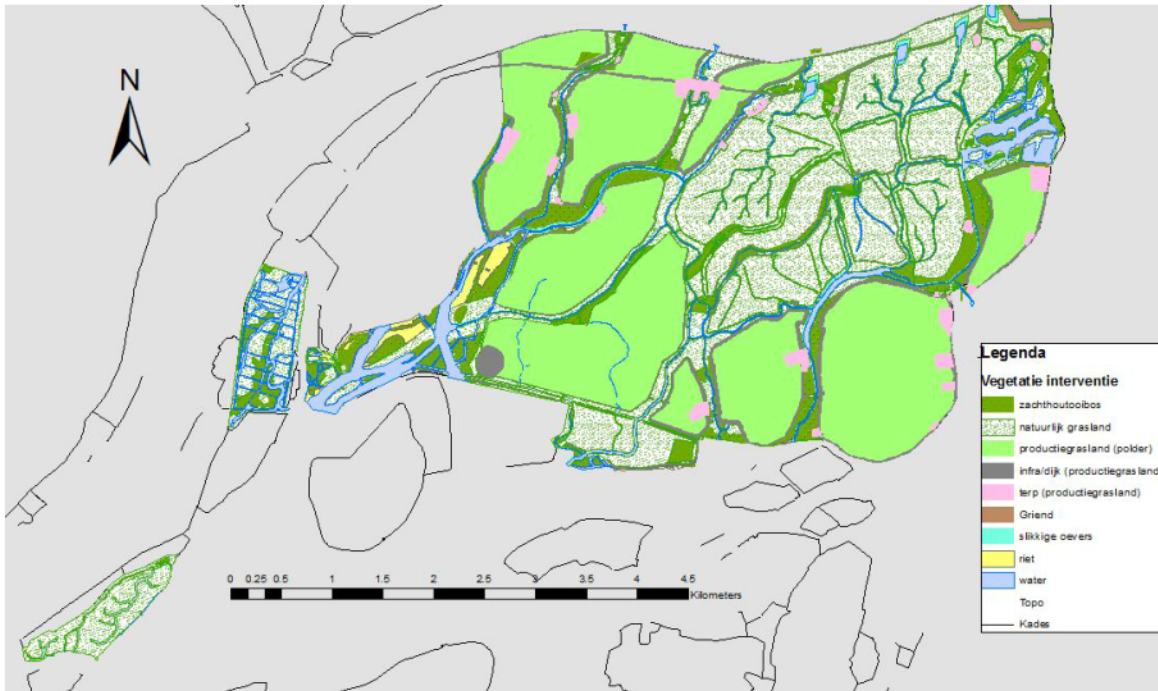 N
Legenda
Vegetatie interventie
zachthoutooibos
natuurlijk grasland
productiegrasland (polder)
infra/dijk (productiegrasland
terp (productiegrasland)
Griend
slikkige oevers
riet
water
Topo
Kades
0 0.25 0.5 1 1.5 2 2.5 3 3.5 4 4.5
Kilometers